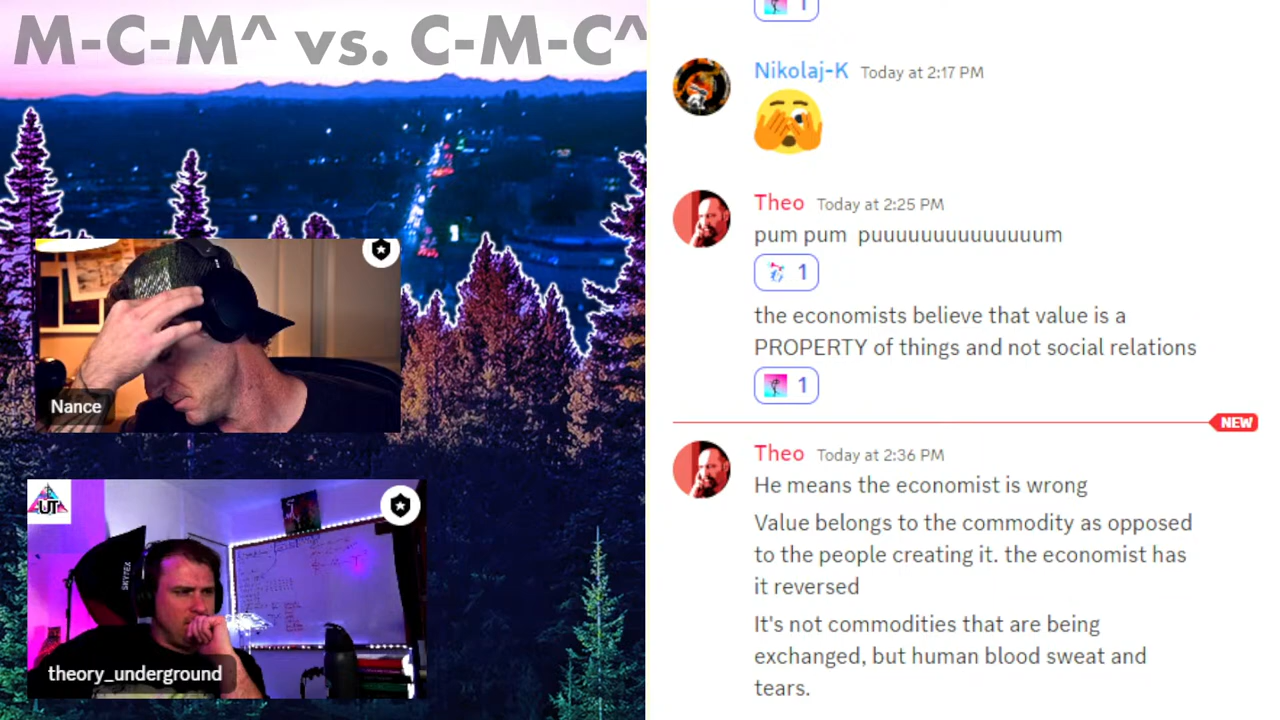 M-C-M^ vs. C-M-C^
1
Nikolaj-K Today at 2:17 PM
Theo Today at 2:25 PM
pum pum puuuuuuuuuuuuuum
1
the economists believe that value is a
PROPERTY of things and not social relations
1
NEW
Theo Today at 2:36 PM
He means the economist is wrong
Value belongs to the commodity as opposed
to the people creating it. the economist has
it reversed
It's not commodities that are being
exchanged, but human blood sweat and
tears.
Nance
UT
SKYTEX
theory_underground